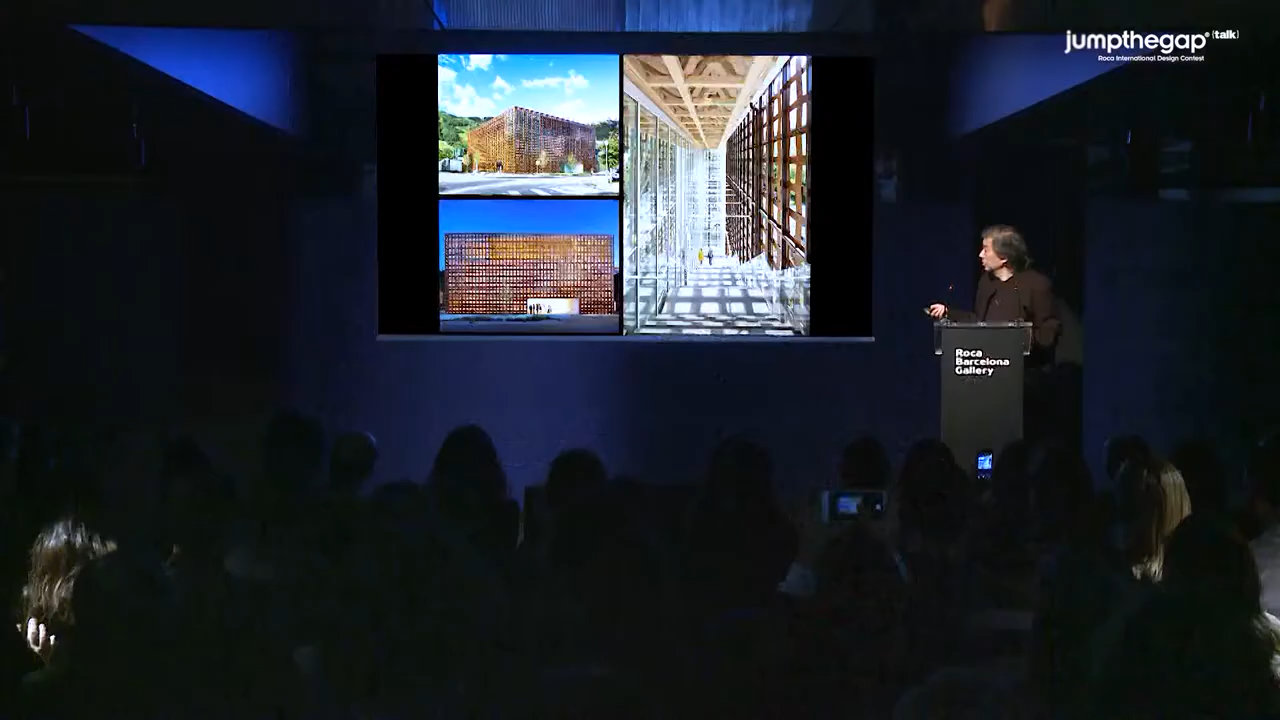 jumpthegap® (talk)
Roca International Design Contest
Roca
Barcelona
Gallery